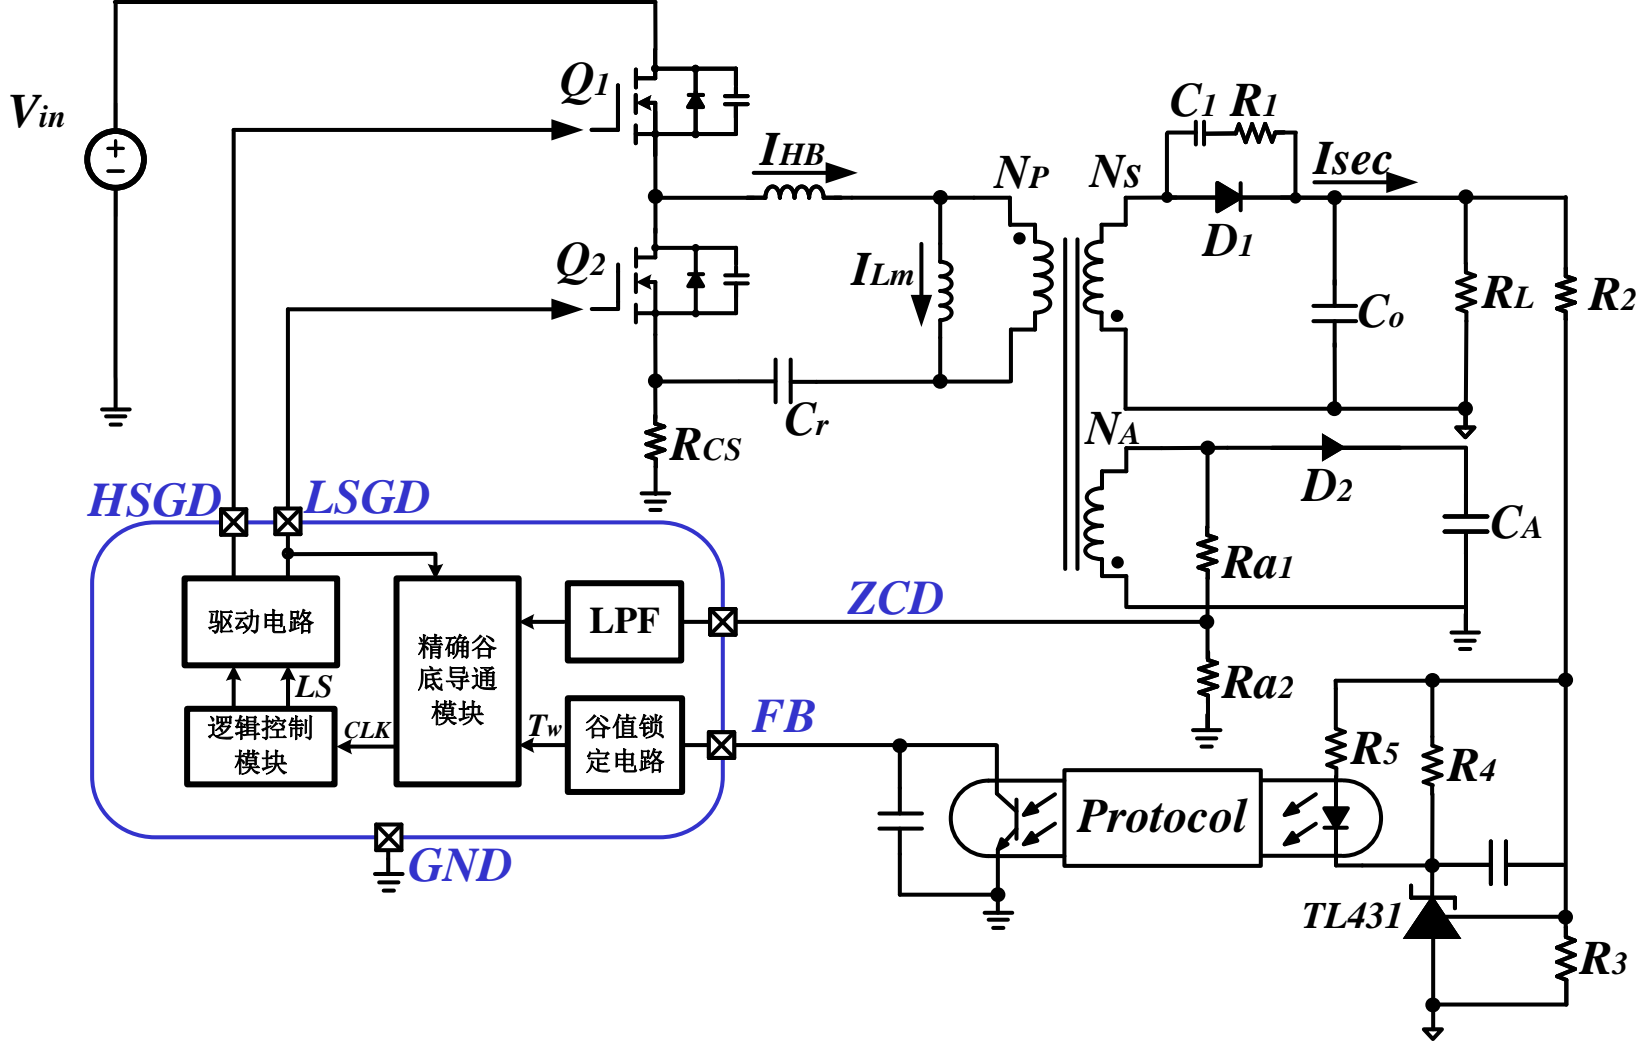 Vin
Q1
Q2
IHB
ILm
NP
NS
C1 R1
D1
Isec
Co
RL
R2
Cr
RCS
NA
D2
CA
Ra1
Ra2
HSGD
LSGD
ZCD
FB
GND
驱动电路
LS
逻辑控制
模块
CLK
精确谷
底导通
模块
LPF
Tw
谷值锁
定电路
Protocol
R5
R4
TL431
R3